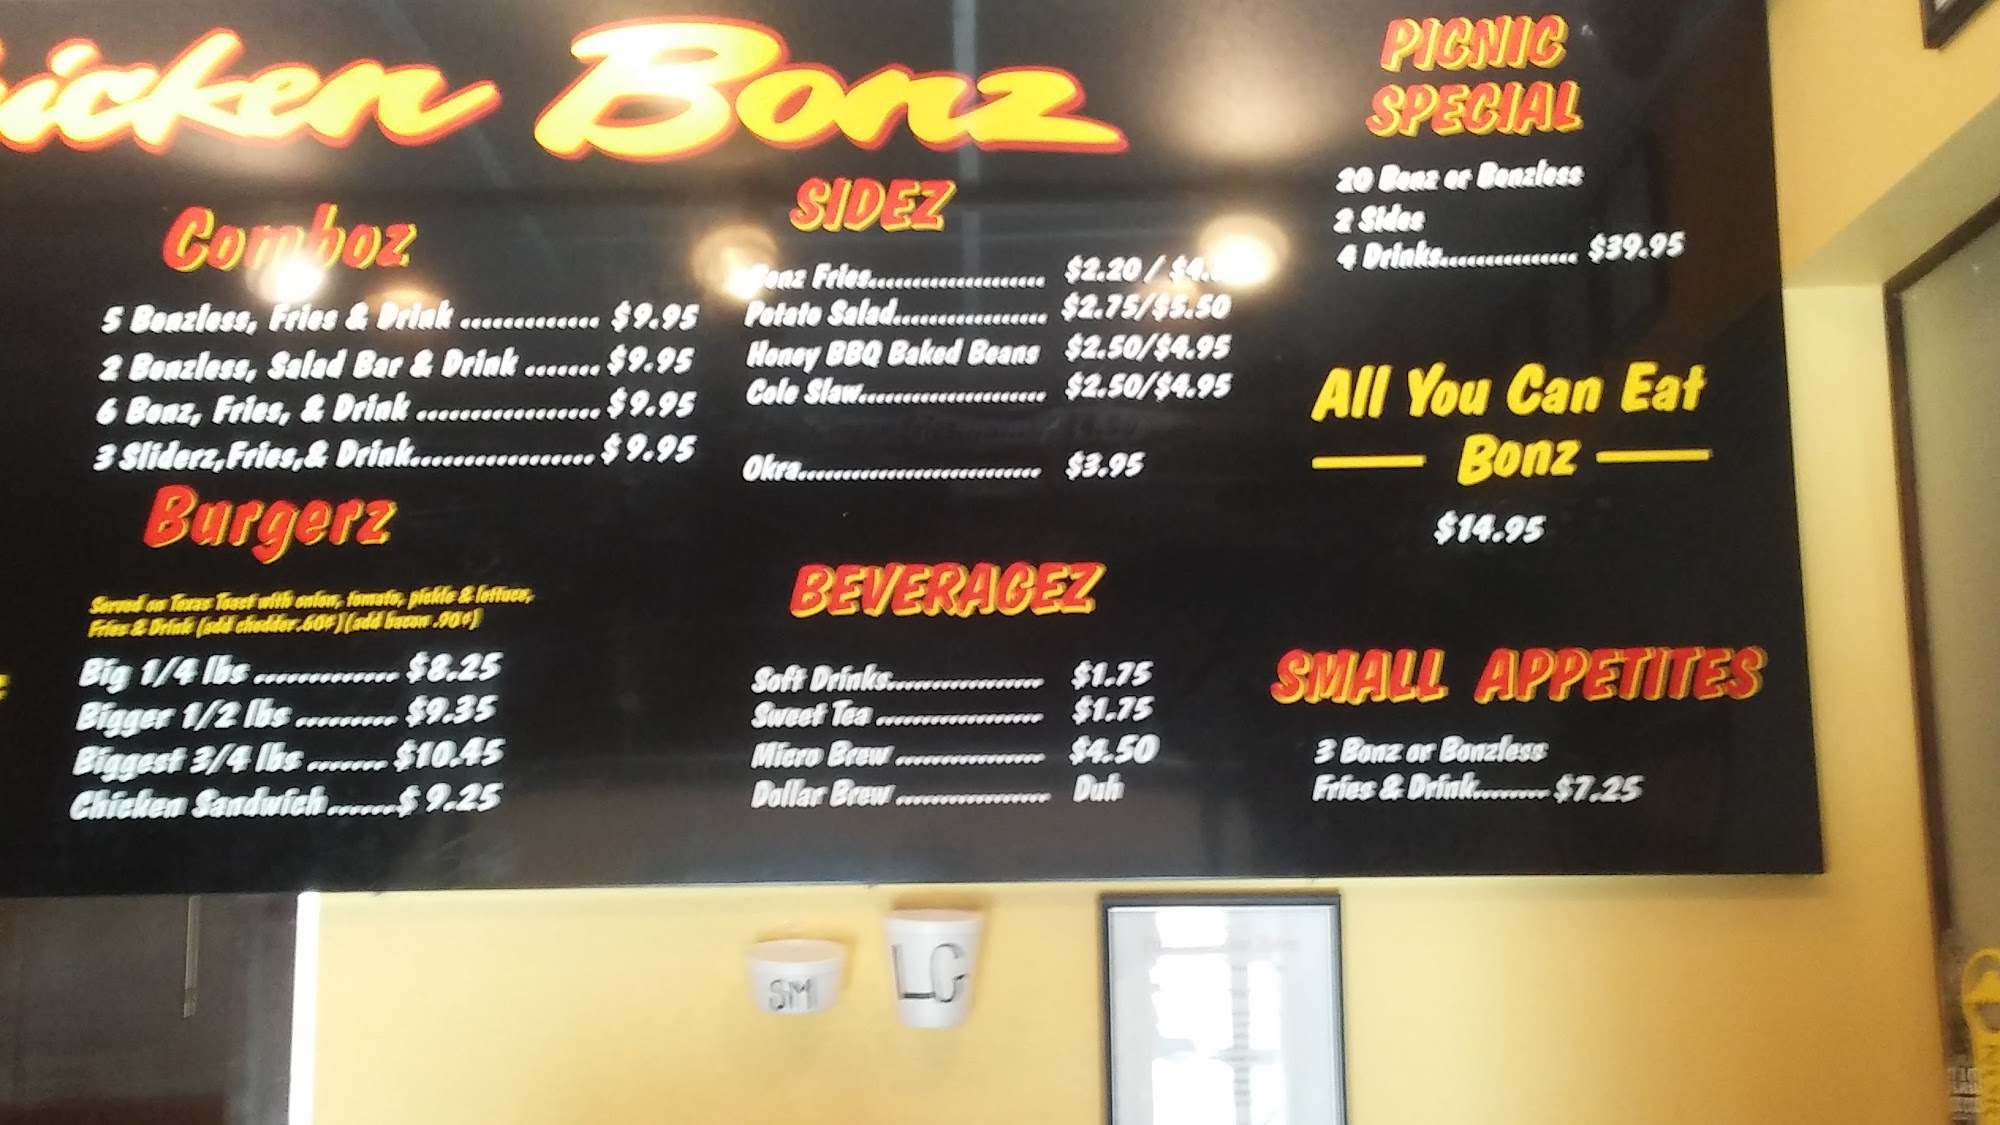 Chicken Bonz
Comboz
5 Bonzless, Fries & Drink ............. $9.95
2 Bonzless, Salad Bar & Drink ....... $9.95
6 Bonz, Fries, & Drink ................. $9.95
3 Sliderz,Fries,& Drink................. $9.95
Burgerz
Served on Texas Toast with onion, tomato, pickle & lettuce,
Fries & Drink (add cheddar .60¢)(add bacon .90¢)
Big 1/4 lbs ............. $8.25
Bigger 1/2 lbs ......... $9.35
Biggest 3/4 lbs ....... $10.45
Chicken Sandwich.......$ 9.25
SIDEZ
Bonz Fries..................... $2.20 / $4.
Potato Salad.................. $2.75/$5.50
Honey BBQ Baked Beans $2.50/$4.95
Cole Slaw...................... $2.50/$4.95
Okra............................ $3.95
BEVERAGEZ
Soft Drinks.................. $1.75
Sweet Tea ................... $1.75
Micro Brew ................. $4.50
Dollar Brew .................. Duh
PICNIC
SPECIAL
20 Bonz or Bonzless
2 Sides
4 Drinks................ $39.95
All You Can Eat
Bonz
$14.95
SMALL APPETITES
3 Bonz or Bonzless
Fries & Drink......... $7.25
SM
LG